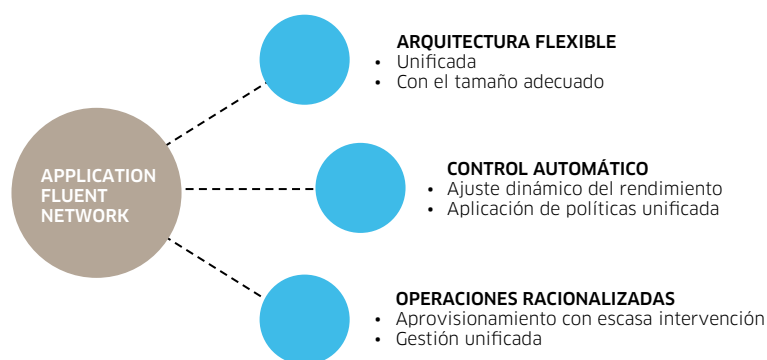 ARQUITECTURA FLEXIBLE
• Unificada
• Con el tamaño adecuado
APPLICATION
FLUENT
NETWORK
CONTROL AUTOMÁTICO
• Ajuste dinámico del rendimiento
• Aplicación de políticas unificada
OPERACIONES RACIONALIZADAS
• Aprovisionamiento con escasa intervención
• Gestión unificada